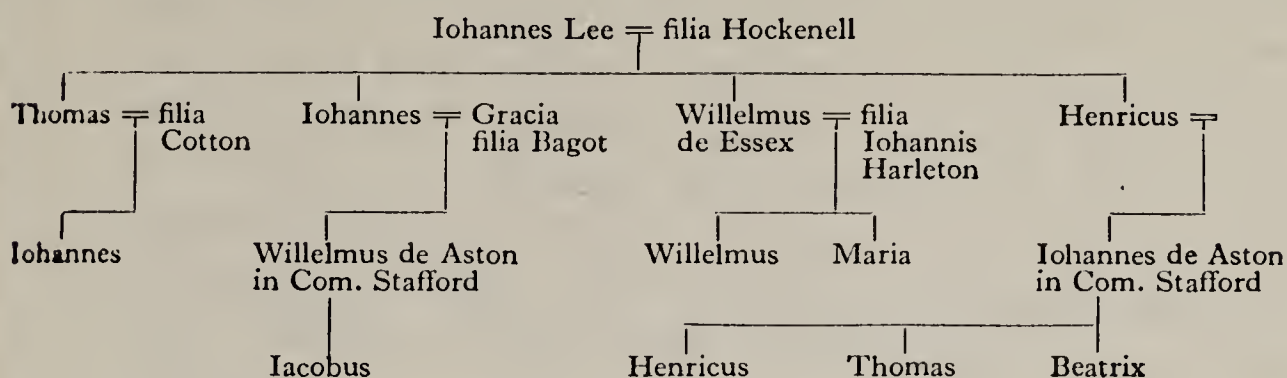 Iohannes Lee = filia Hockenell
Thomas = filia Cotton
Iohannes = Gracia filia Bagot
Willelmus de Essex = filia Iohannis Harleton
Henricus =
Iohannes
Willelmus de Aston in Com. Stafford
Willelmus
Maria
Iohannes de Aston in Com. Stafford
Iacobus
Henricus
Thomas
Beatrix